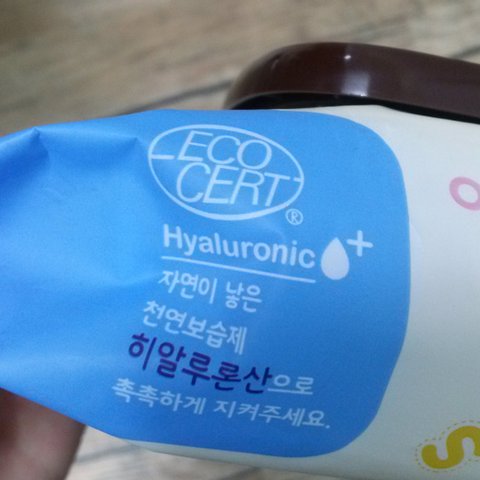 ECO
CERT
®
Hyaluronic +
자연이 낳은
천연보습제
히알루론산으로
촉촉하게 지켜주세요.